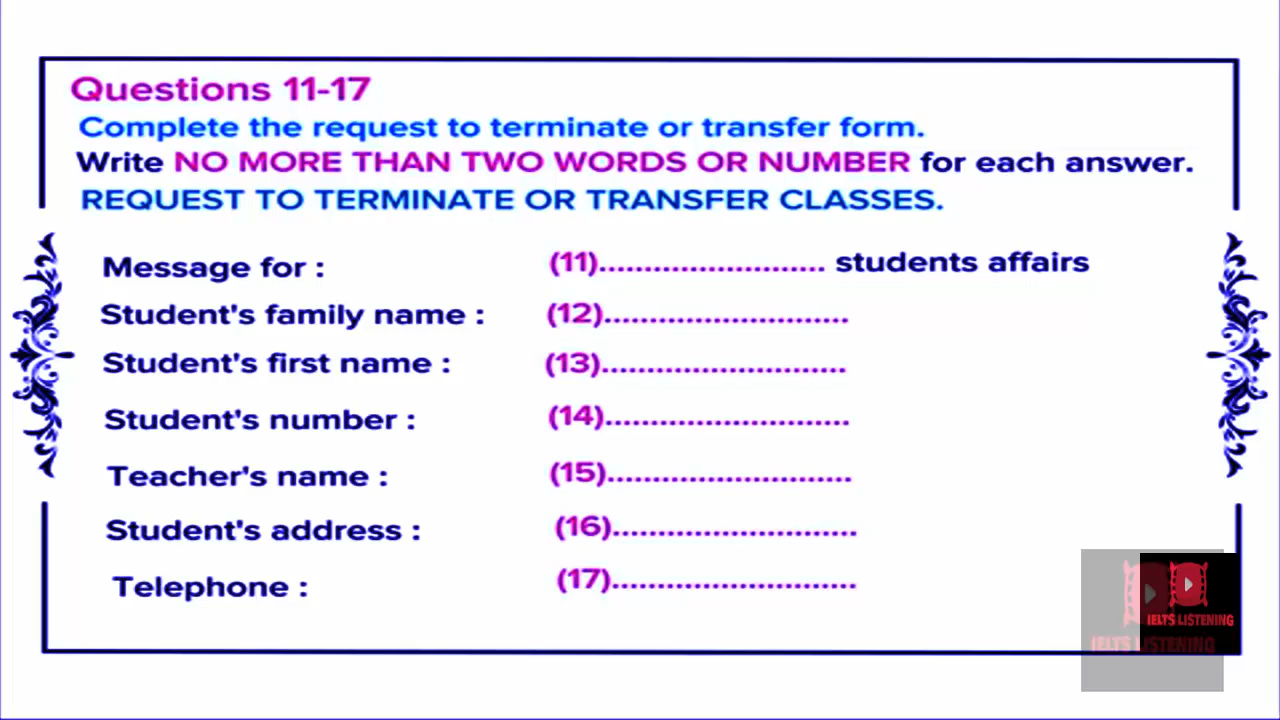 Questions 11-17
Complete the request to terminate or transfer form.
Write NO MORE THAN TWO WORDS OR NUMBER for each answer.
REQUEST TO TERMINATE OR TRANSFER CLASSES.
Message for : (11)......................... students affairs
Student's family name : (12)...........................
Student's first name : (13)...........................
Student's number : (14)...........................
Teacher's name : (15)...........................
Student's address : (16)...........................
Telephone : (17)...........................
IELTS LISTENING
IELTS LISTENING